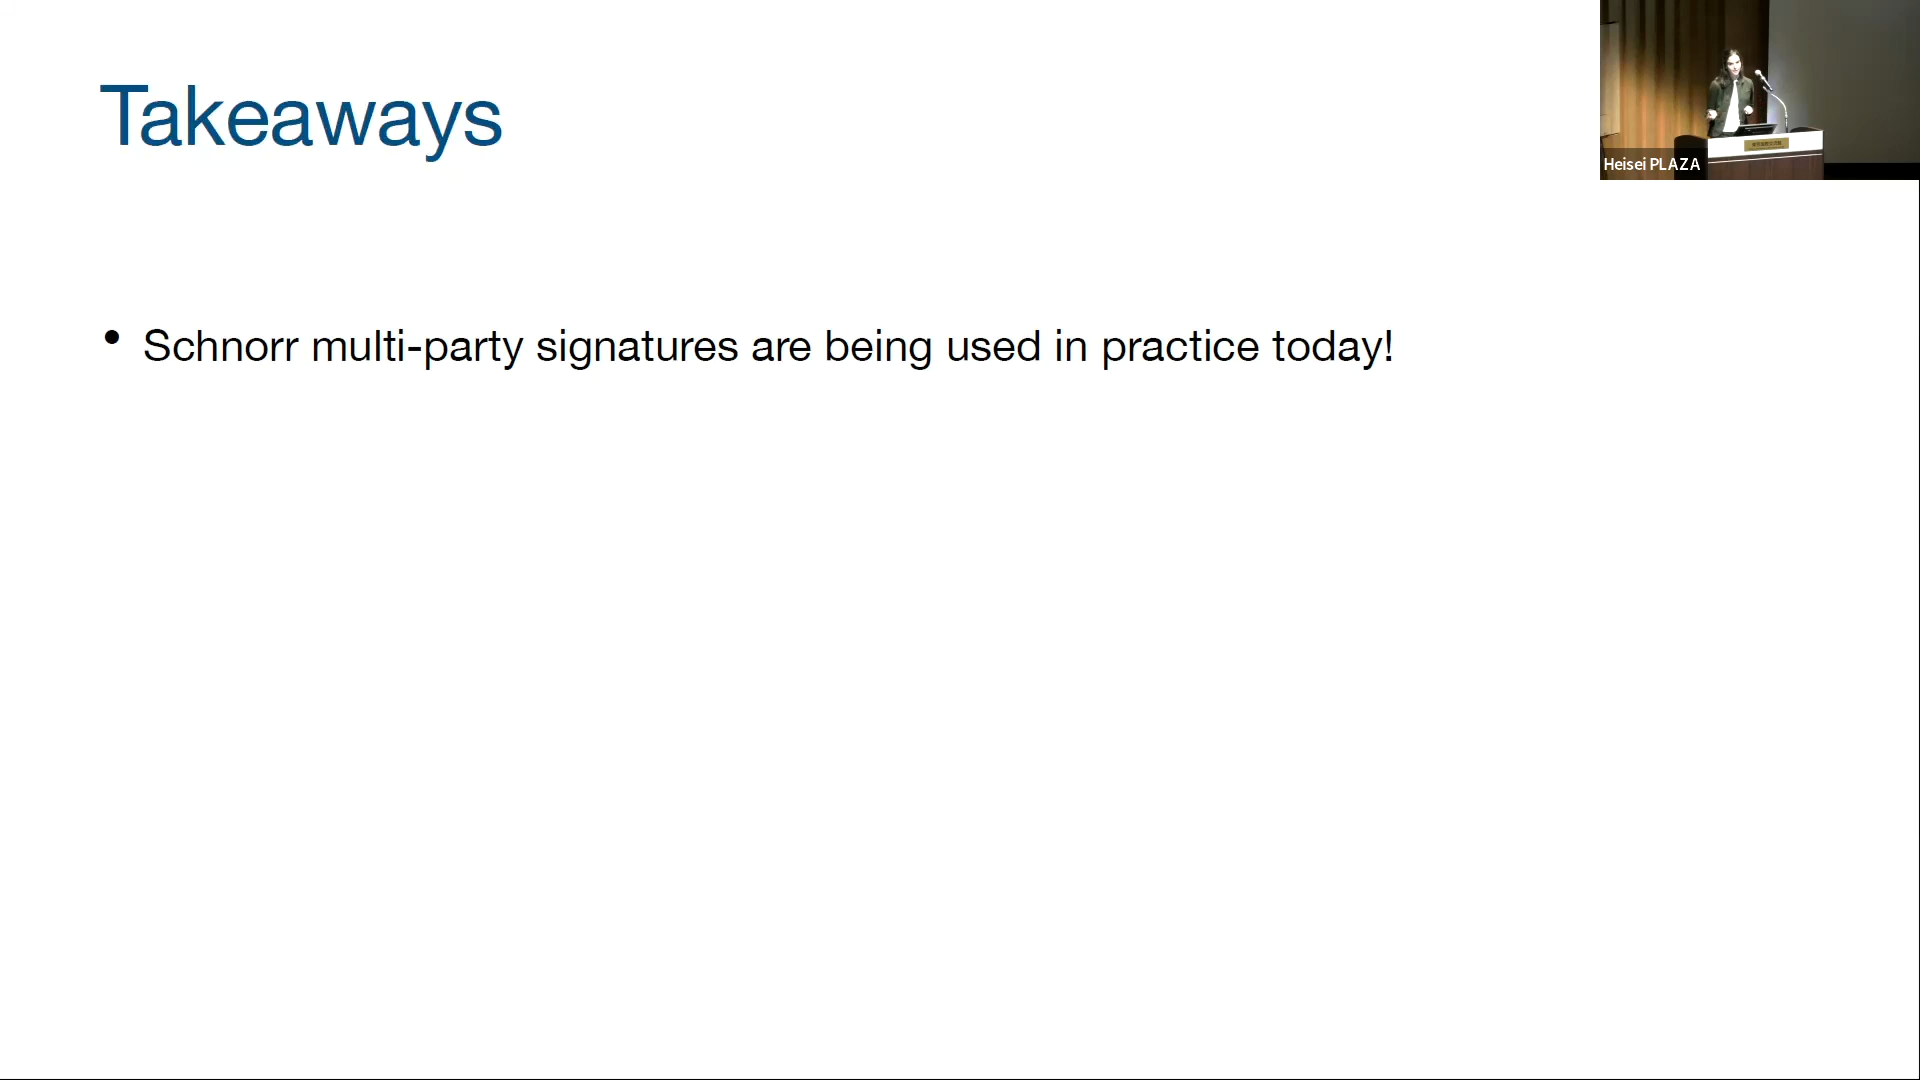 Takeaways
Heisei PLAZA
• Schnorr multi-party signatures are being used in practice today!